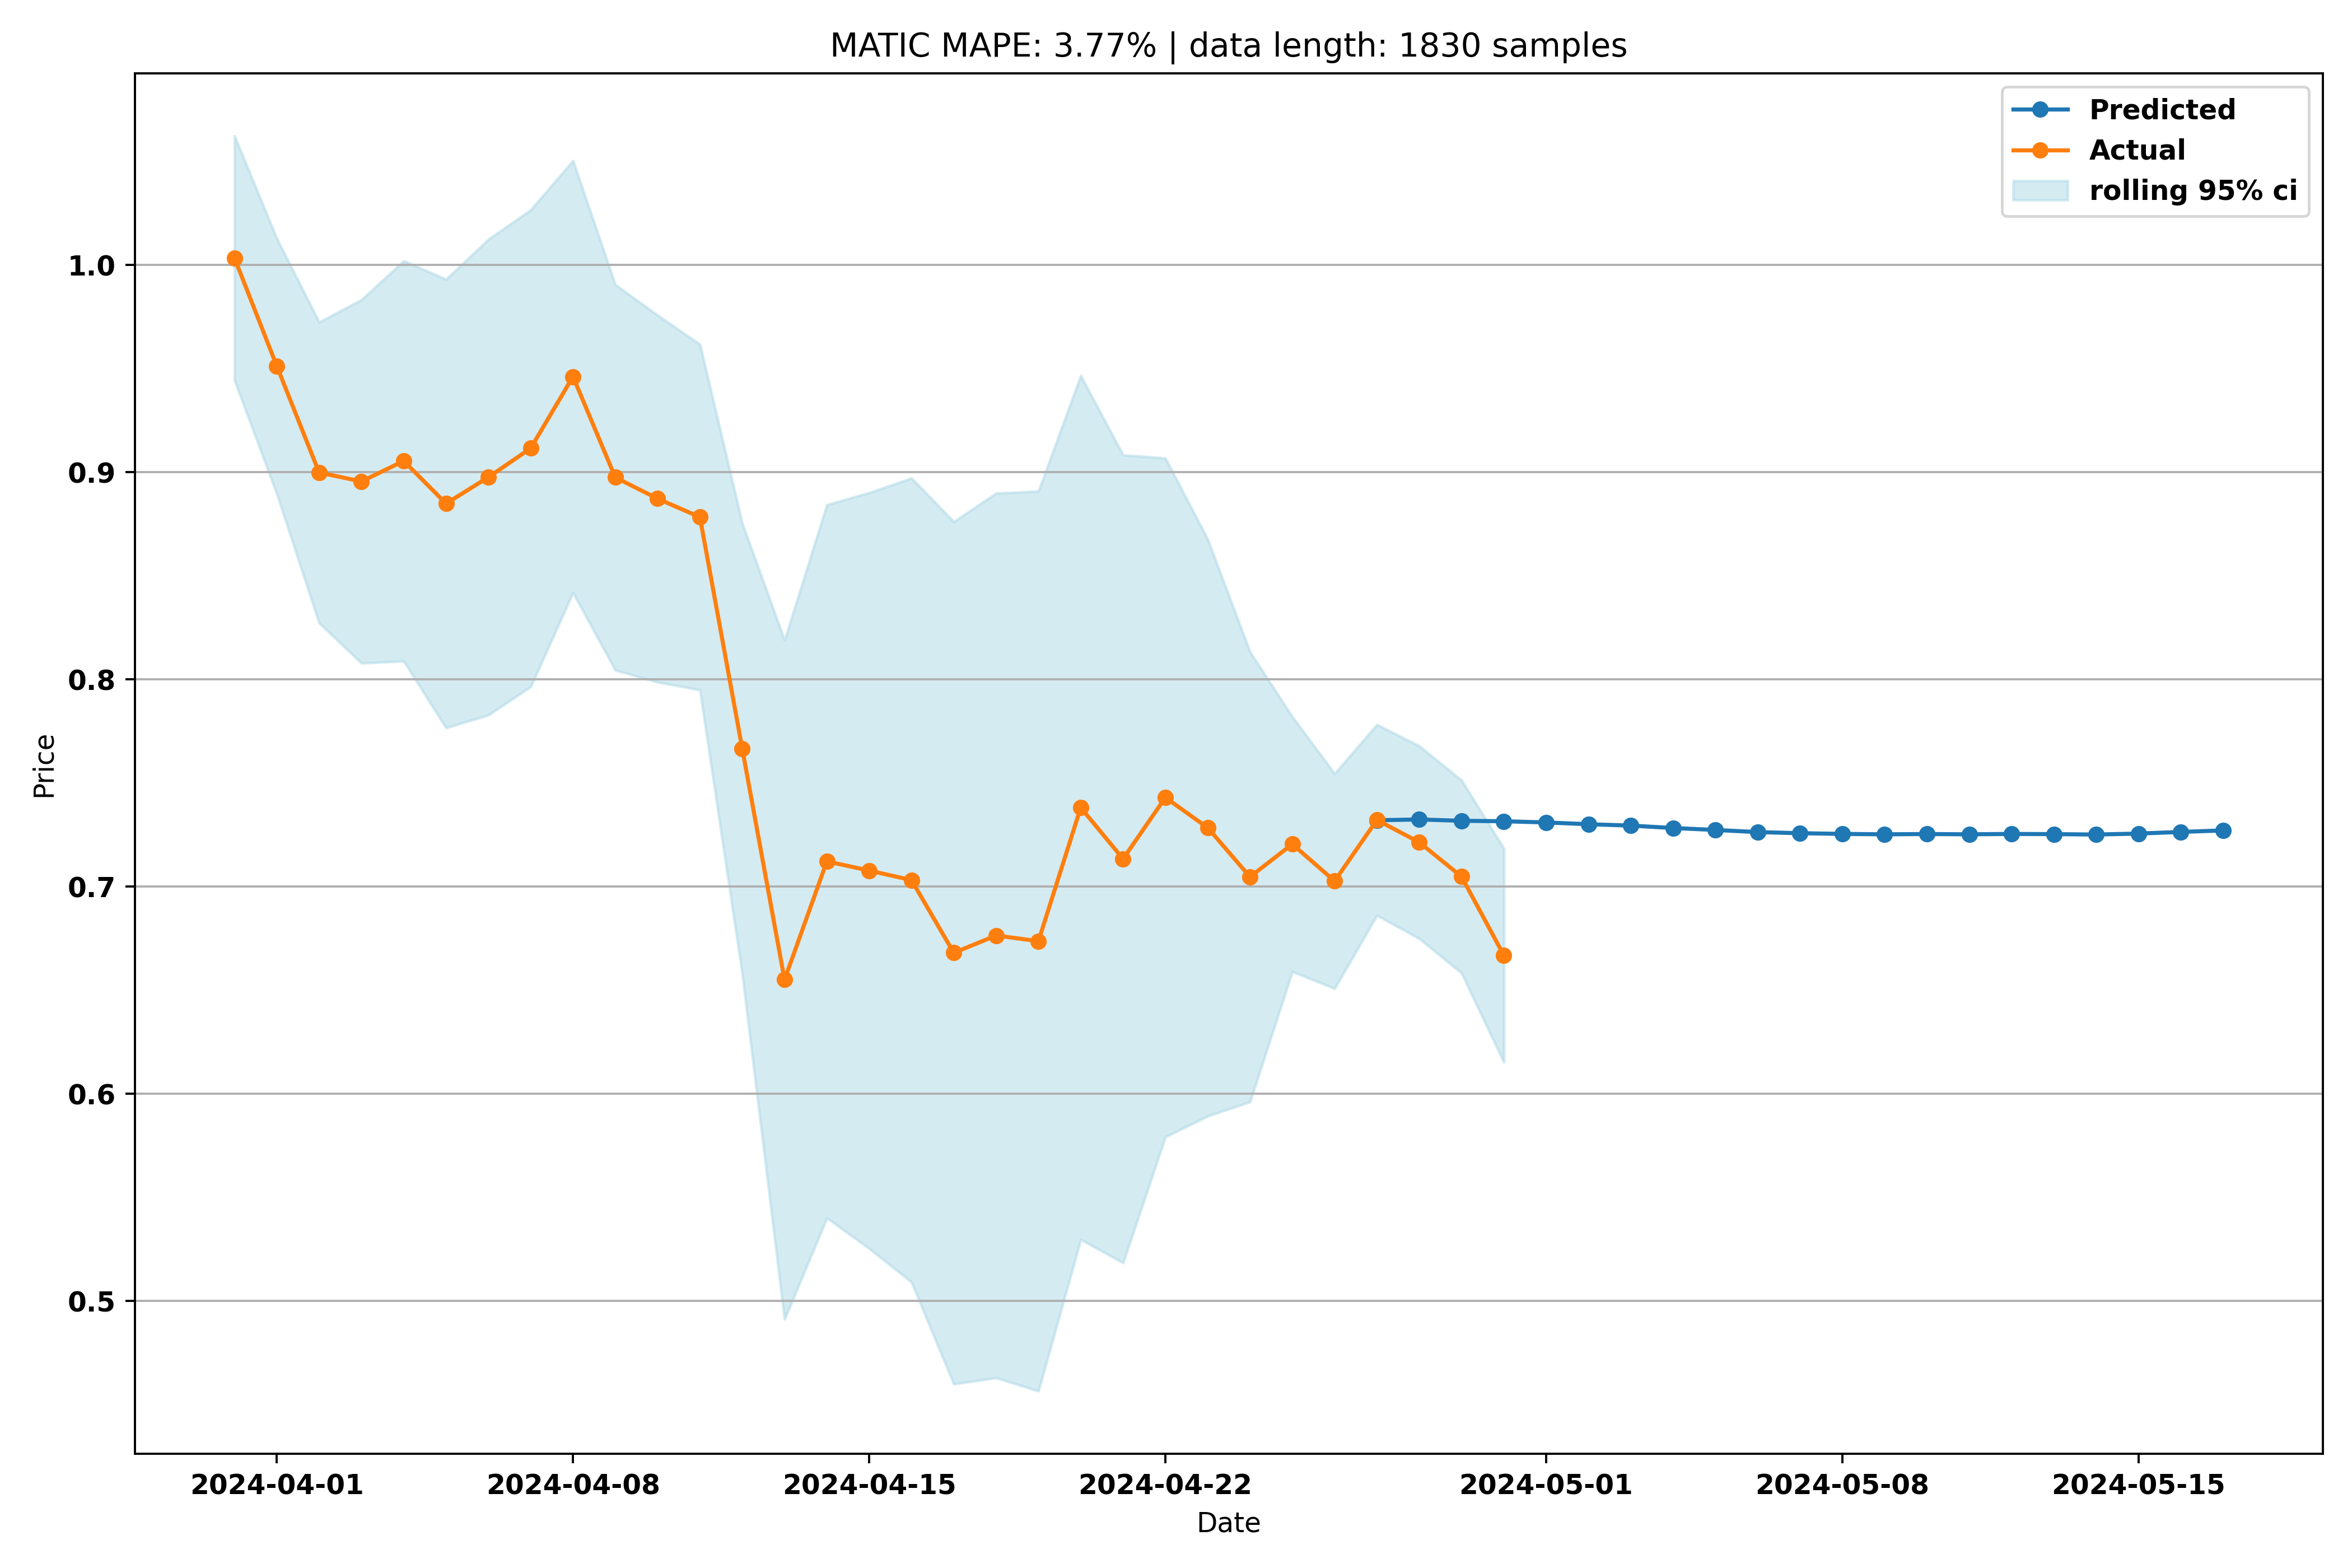 MATIC MAPE: 3.77% | data length: 1830 samples
Predicted
Actual
rolling 95% ci
1.0
0.9
0.8
0.7
0.6
0.5
Price
2024-04-01
2024-04-08
2024-04-15
2024-04-22
2024-05-01
2024-05-08
2024-05-15
Date